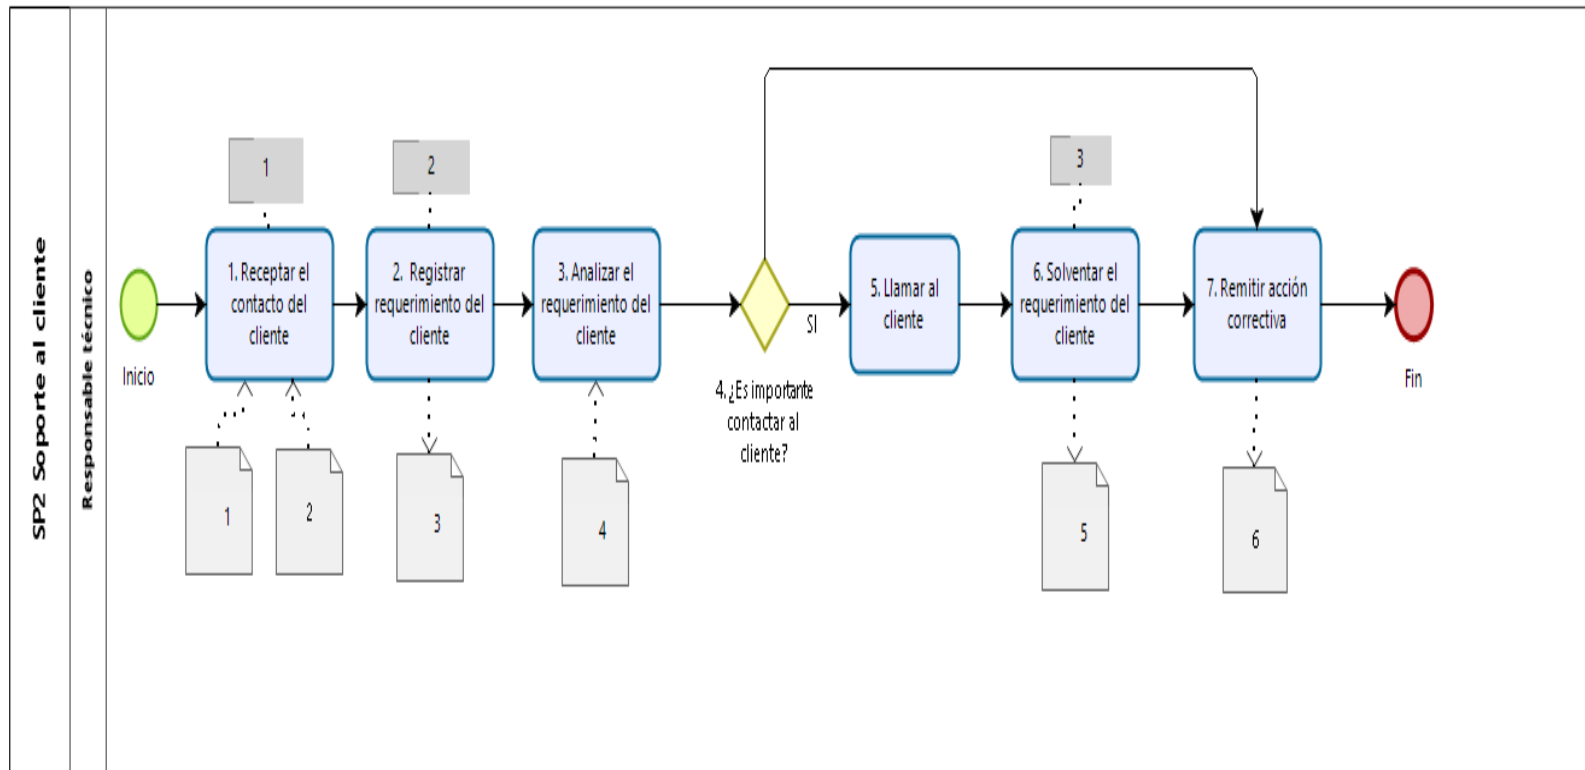 SP2 Soporte al cliente
Responsable técnico
Inicio
1
1. Receptar el
contacto del
cliente
1
2
2
2. Registrar
requerimiento del
cliente
3
3. Analizar el
requerimiento del
cliente
4
4. ¿Es importante
contactar al
cliente?
SI
5. Llamar al
cliente
3
6. Solventar el
requerimiento del
cliente
5
7. Remitir acción
correctiva
6
Fin